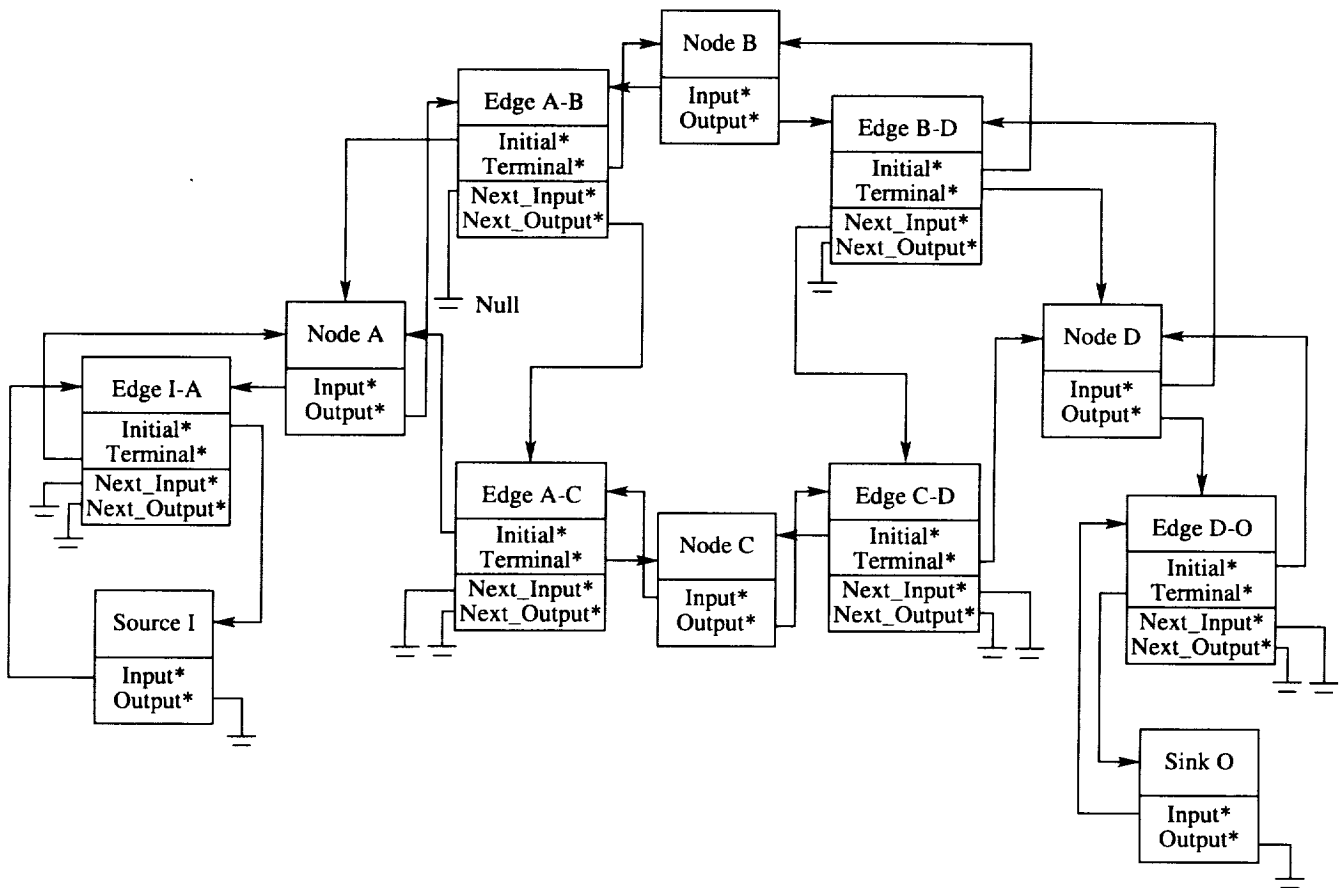 Node B
Input*
Output*
Edge A-B
Initial*
Terminal*
Next_Input*
Next_Output*
Edge B-D
Initial*
Terminal*
Next_Input*
Next_Output*
Null
Node A
Input*
Output*
Node D
Input*
Output*
Edge I-A
Initial*
Terminal*
Next_Input*
Next_Output*
Edge A-C
Initial*
Terminal*
Next_Input*
Next_Output*
Node C
Input*
Output*
Edge C-D
Initial*
Terminal*
Next_Input*
Next_Output*
Edge D-O
Initial*
Terminal*
Next_Input*
Next_Output*
Source I
Input*
Output*
Sink O
Input*
Output*